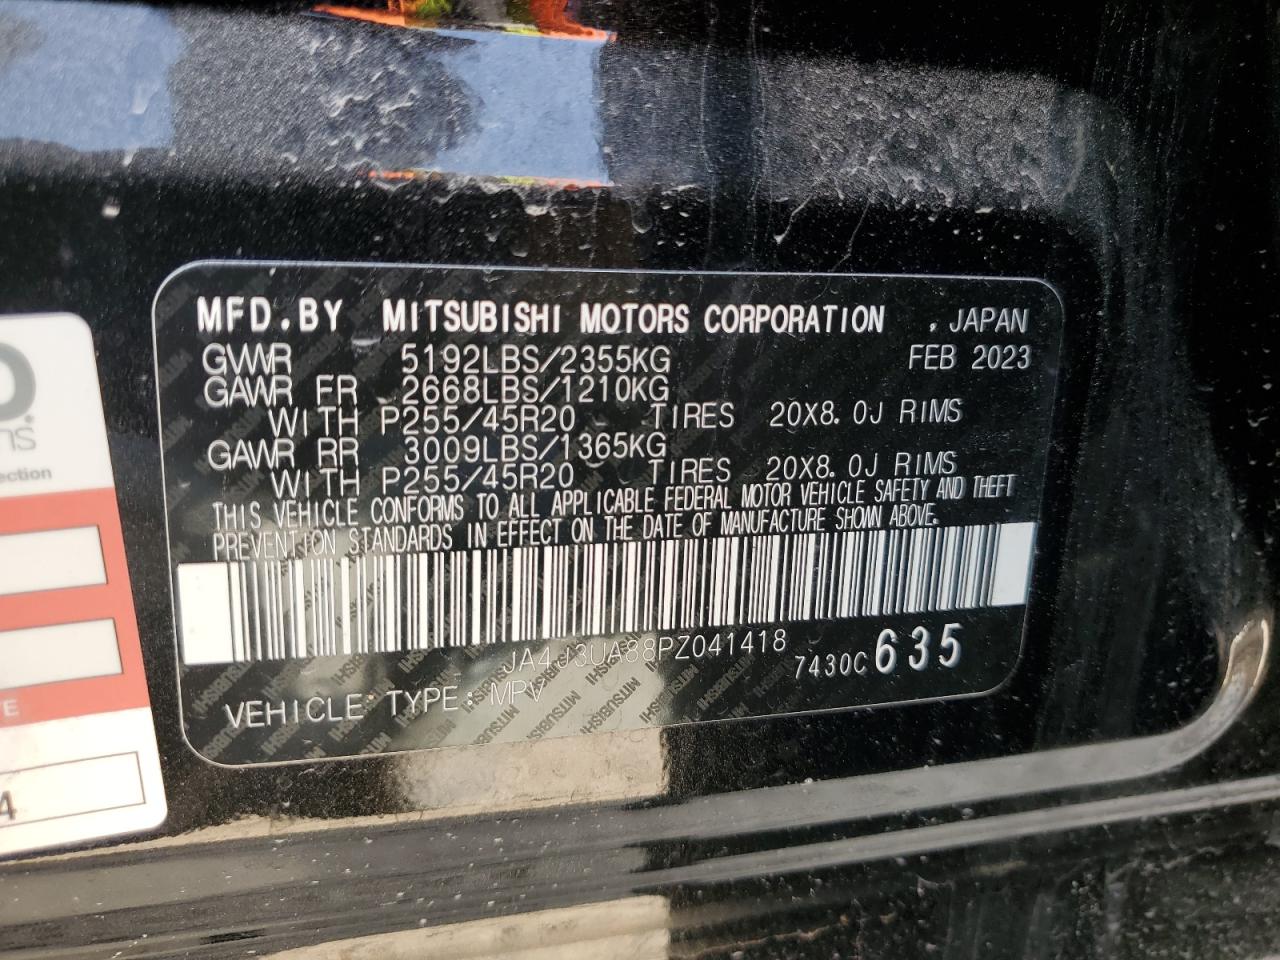 MFD.BY MITSUBISHI MOTORS CORPORATION , JAPAN
GVWR 5192LBS/2355KG FEB 2023
GAWR FR 2668LBS/1210KG
WITH P255/45R20 TIRES 20X8.0J RIMS
GAWR RR 3009LBS/1365KG
WITH P255/45R20 TIRES 20X8.0J RIMS
THIS VEHICLE CONFORMS TO ALL APPLICABLE FEDERAL MOTOR VEHICLE SAFETY AND THEFT
PREVENTION STANDARDS IN EFFECT ON THE DATE OF MANUFACTURE SHOWN ABOVE.
JA4J3UA88PZ041418
7430C 635
VEHICLE TYPE: MPV
4